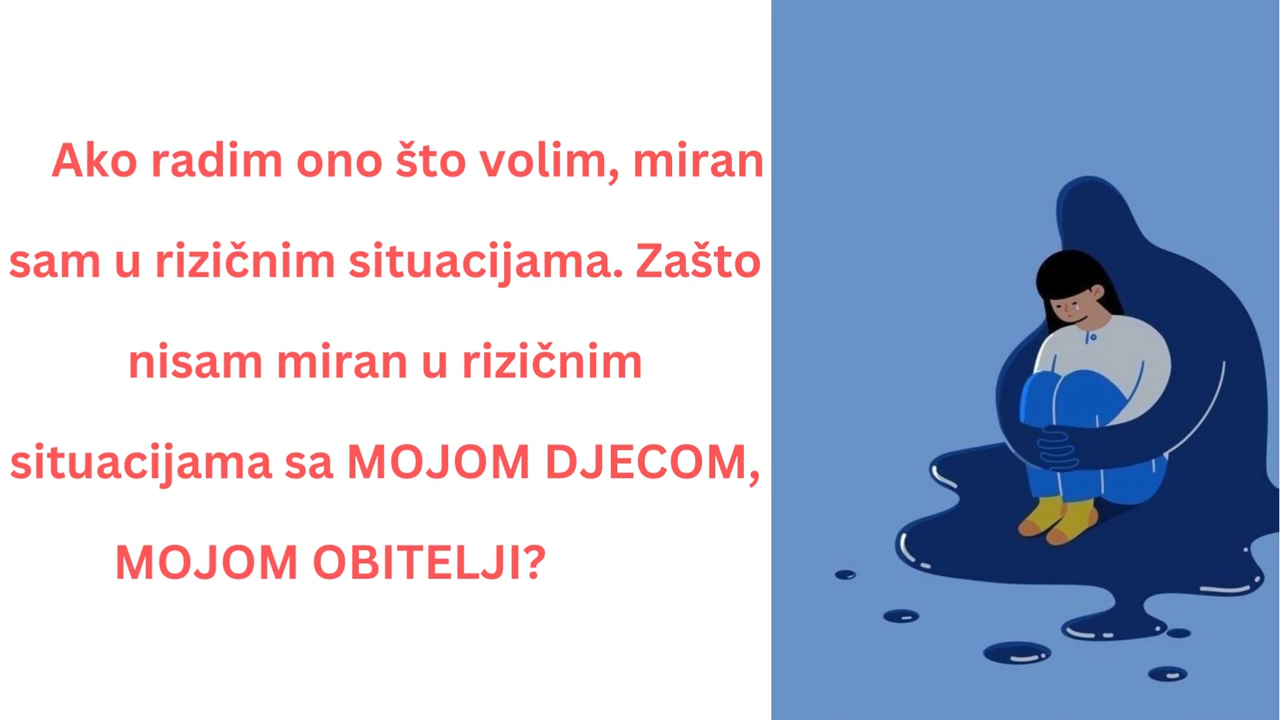 Ako radim ono što volim, miran
sam u rizičnim situacijama. Zašto
nisam miran u rizičnim
situacijama sa MOJOM DJECOM,
MOJOM OBITELJI?